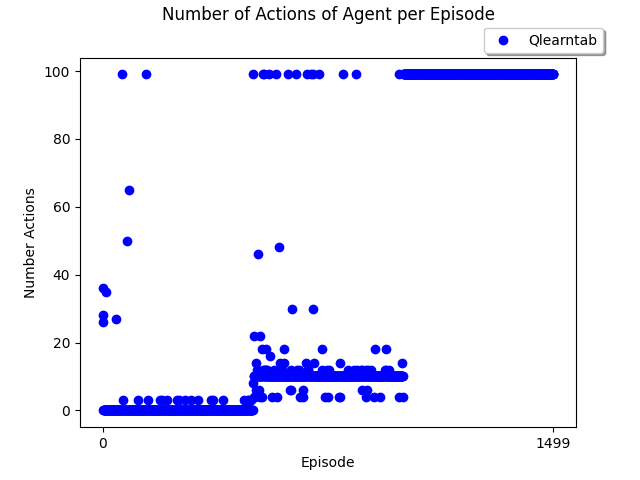 Number of Actions of Agent per Episode
Qlearntab
100
80
60
40
20
0
Number Actions
0 1499
Episode